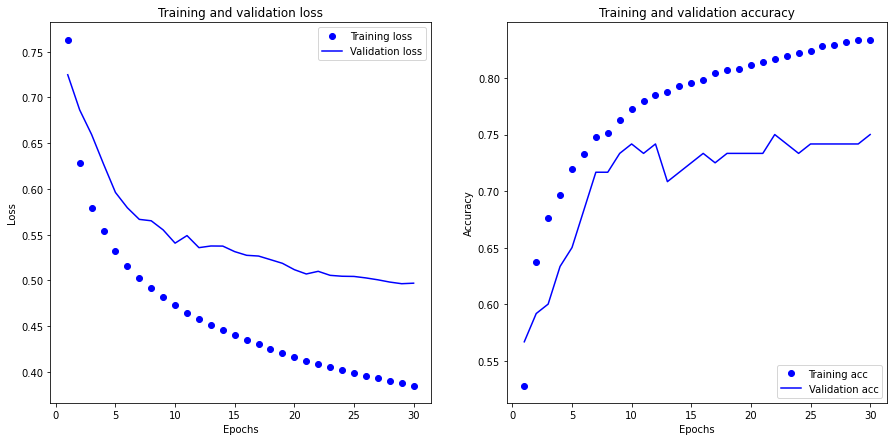 Training and validation loss
Training loss
Validation loss
0.75
0.70
0.65
0.60
0.55
0.50
0.45
0.40
Loss
0
5
10
15
20
25
30
Epochs
Training and validation accuracy
0.80
0.75
0.70
0.65
0.60
0.55
Accuracy
Training acc
Validation acc
0
5
10
15
20
25
30
Epochs